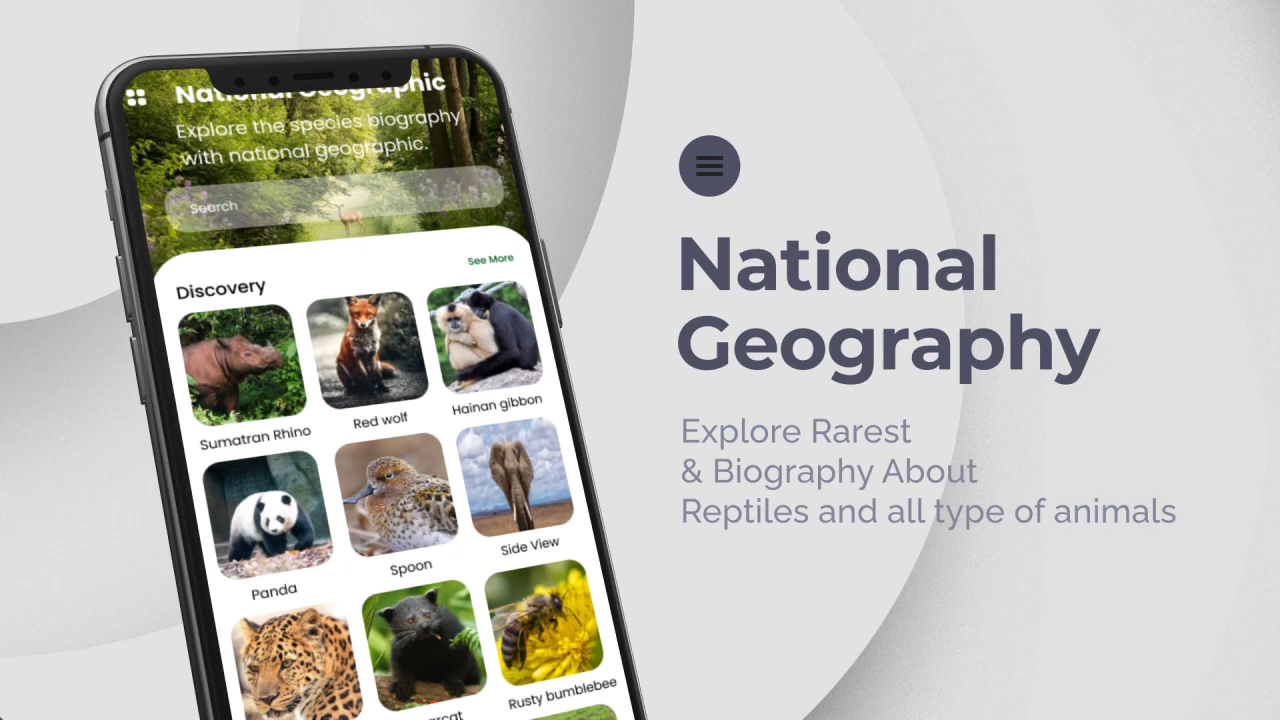 National Geographic
Explore the species biography
with national geographic.
Search
See More
Discovery
Sumatran Rhino
Red wolf
Hainan gibbon
Panda
Spoon
Side View
Rusty bumblebee
National
Geography
Explore Rarest
& Biography About
Reptiles and all type of animals